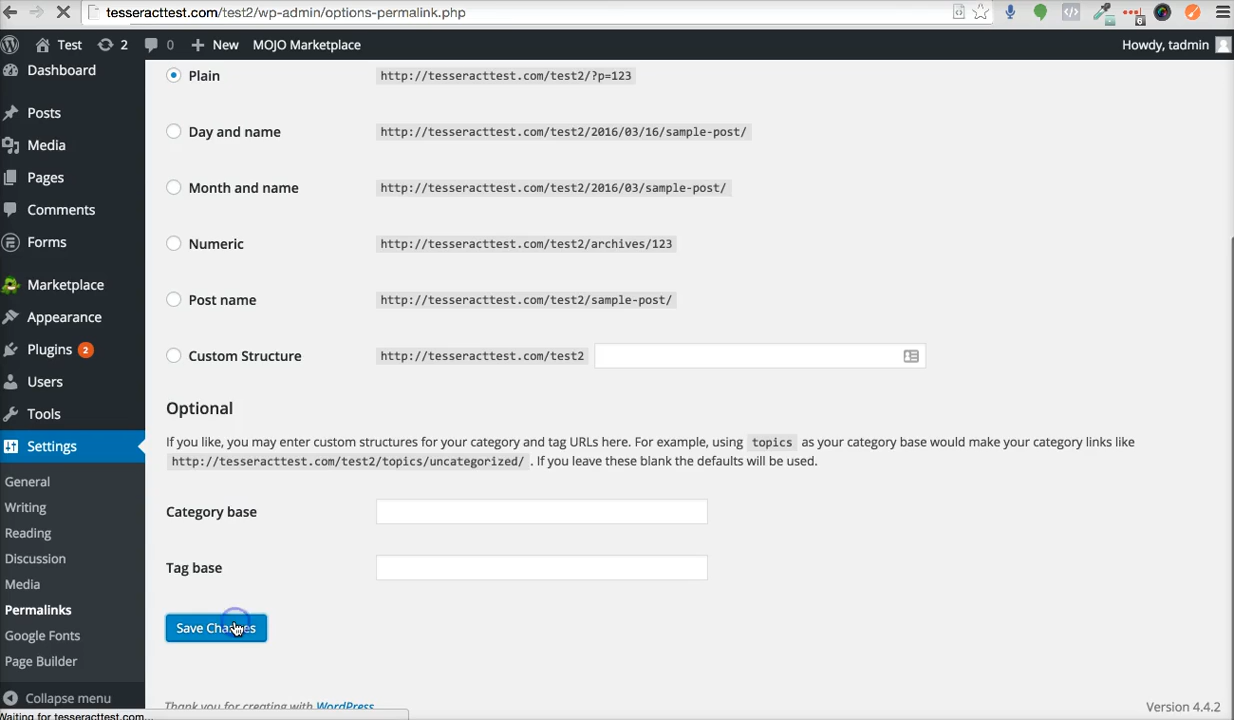 tesseracttest.com/test2/wp-admin/options-permalink.php
Test 2 0 New MOJO Marketplace Howdy, tadmin
Dashboard
Posts
Media
Pages
Comments
Forms
Marketplace
Appearance
Plugins 2
Users
Tools
Settings
General
Writing
Reading
Discussion
Media
Permalinks
Google Fonts
Page Builder
Collapse menu
Plain http://tesseracttest.com/test2/?p=123
Day and name http://tesseracttest.com/test2/2016/03/16/sample-post/
Month and name http://tesseracttest.com/test2/2016/03/sample-post/
Numeric http://tesseracttest.com/test2/archives/123
Post name http://tesseracttest.com/test2/sample-post/
Custom Structure http://tesseracttest.com/test2
Optional
If you like, you may enter custom structures for your category and tag URLs here. For example, using topics as your category base would make your category links like
http://tesseracttest.com/test2/topics/uncategorized/ . If you leave these blank the defaults will be used.
Category base
Tag base
Save Changes
Thank you for creating with WordPress
Version 4.4.2
Waiting for tesseracttest.com...